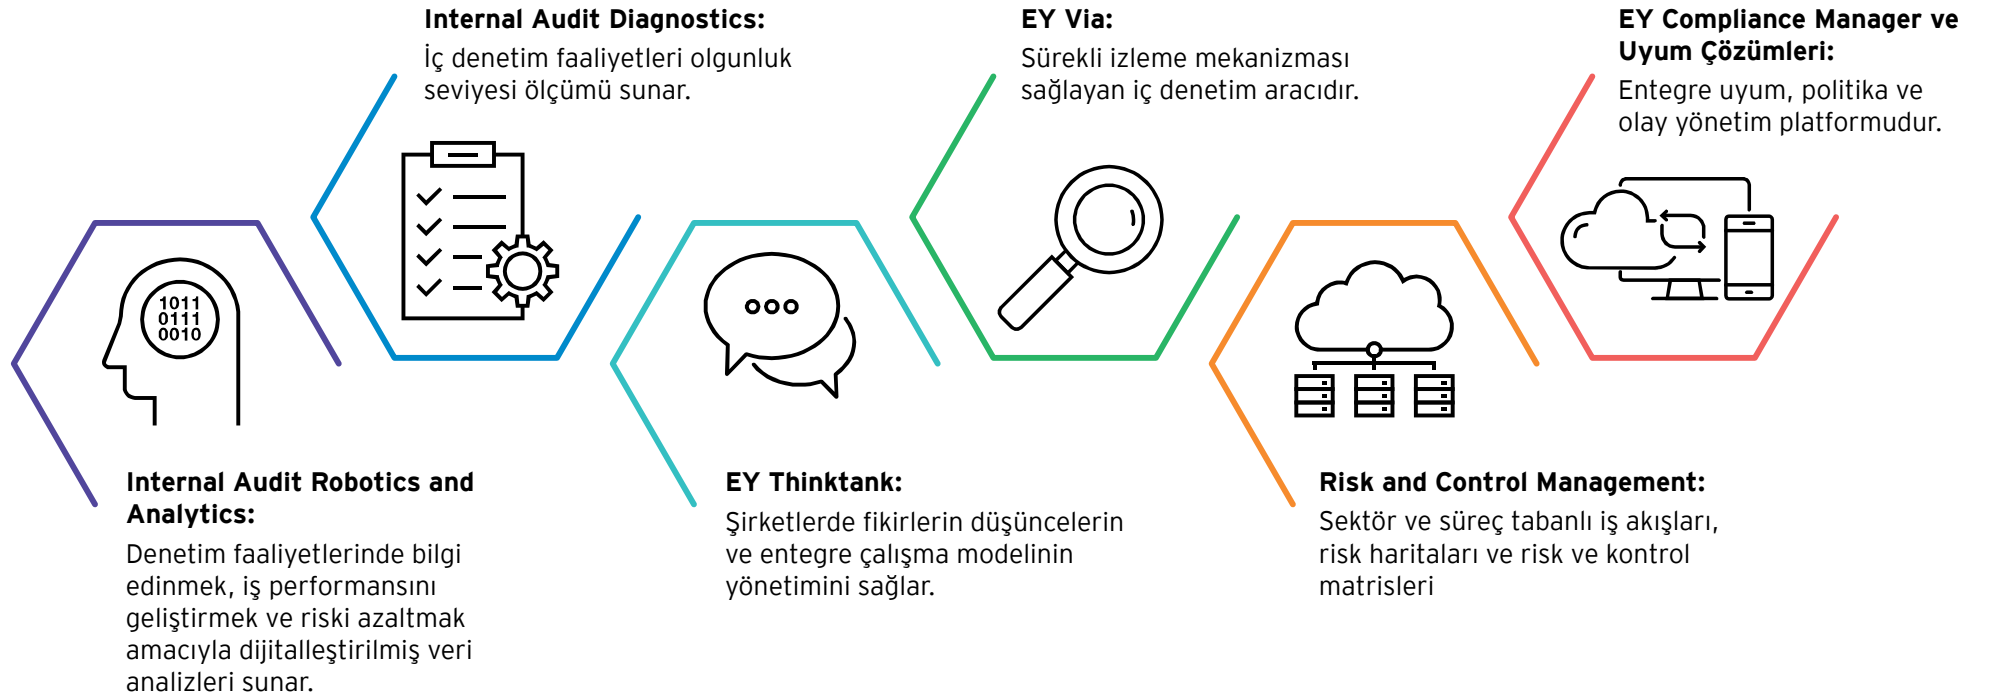 Internal Audit Diagnostics:
İç denetim faaliyetleri olgunluk
seviyesi ölçümü sunar.
EY Via:
Sürekli izleme mekanizması
sağlayan iç denetim aracıdır.
EY Compliance Manager ve
Uyum Çözümleri:
Entegre uyum, politika ve
olay yönetim platformudur.
1011
0111
0010
Internal Audit Robotics and
Analytics:
Denetim faaliyetlerinde bilgi
edinmek, iş performansını
geliştirmek ve riski azaltmak
amacıyla dijitalleştirilmiş veri
analizleri sunar.
EY Thinktank:
Şirketlerde fikirlerin düşüncelerin
ve entegre çalışma modelinin
yönetimini sağlar.
Risk and Control Management:
Sektör ve süreç tabanlı iş akışları,
risk haritaları ve risk ve kontrol
matrisleri